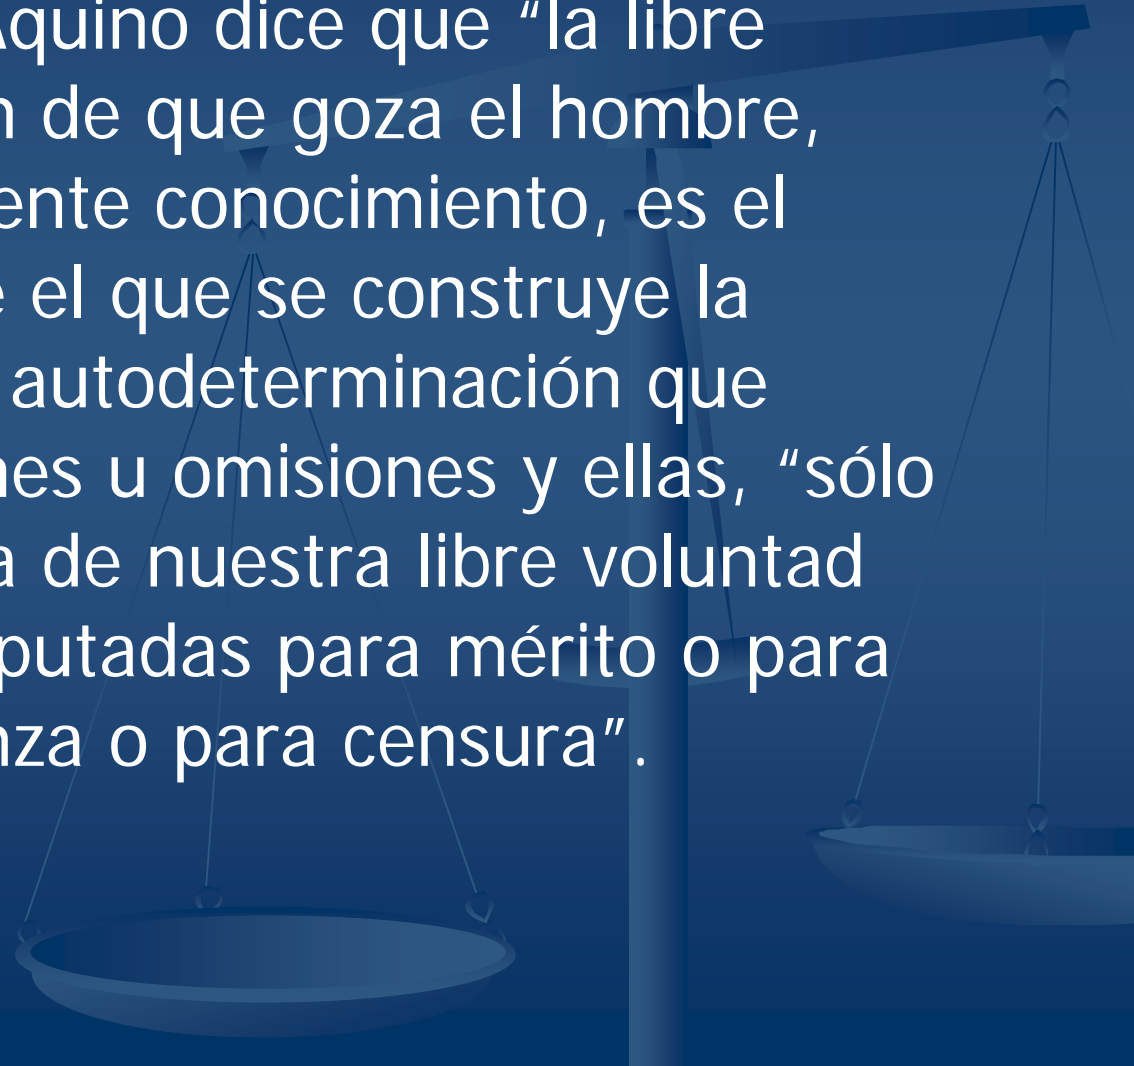 Aquino dice que “la libre
n de que goza el hombre,
ente conocimiento, es el
e el que se construye la
autodeterminación que
nes u omisiones y ellas, “sólo
a de nuestra libre voluntad
putadas para mérito o para
nza o para censura”.